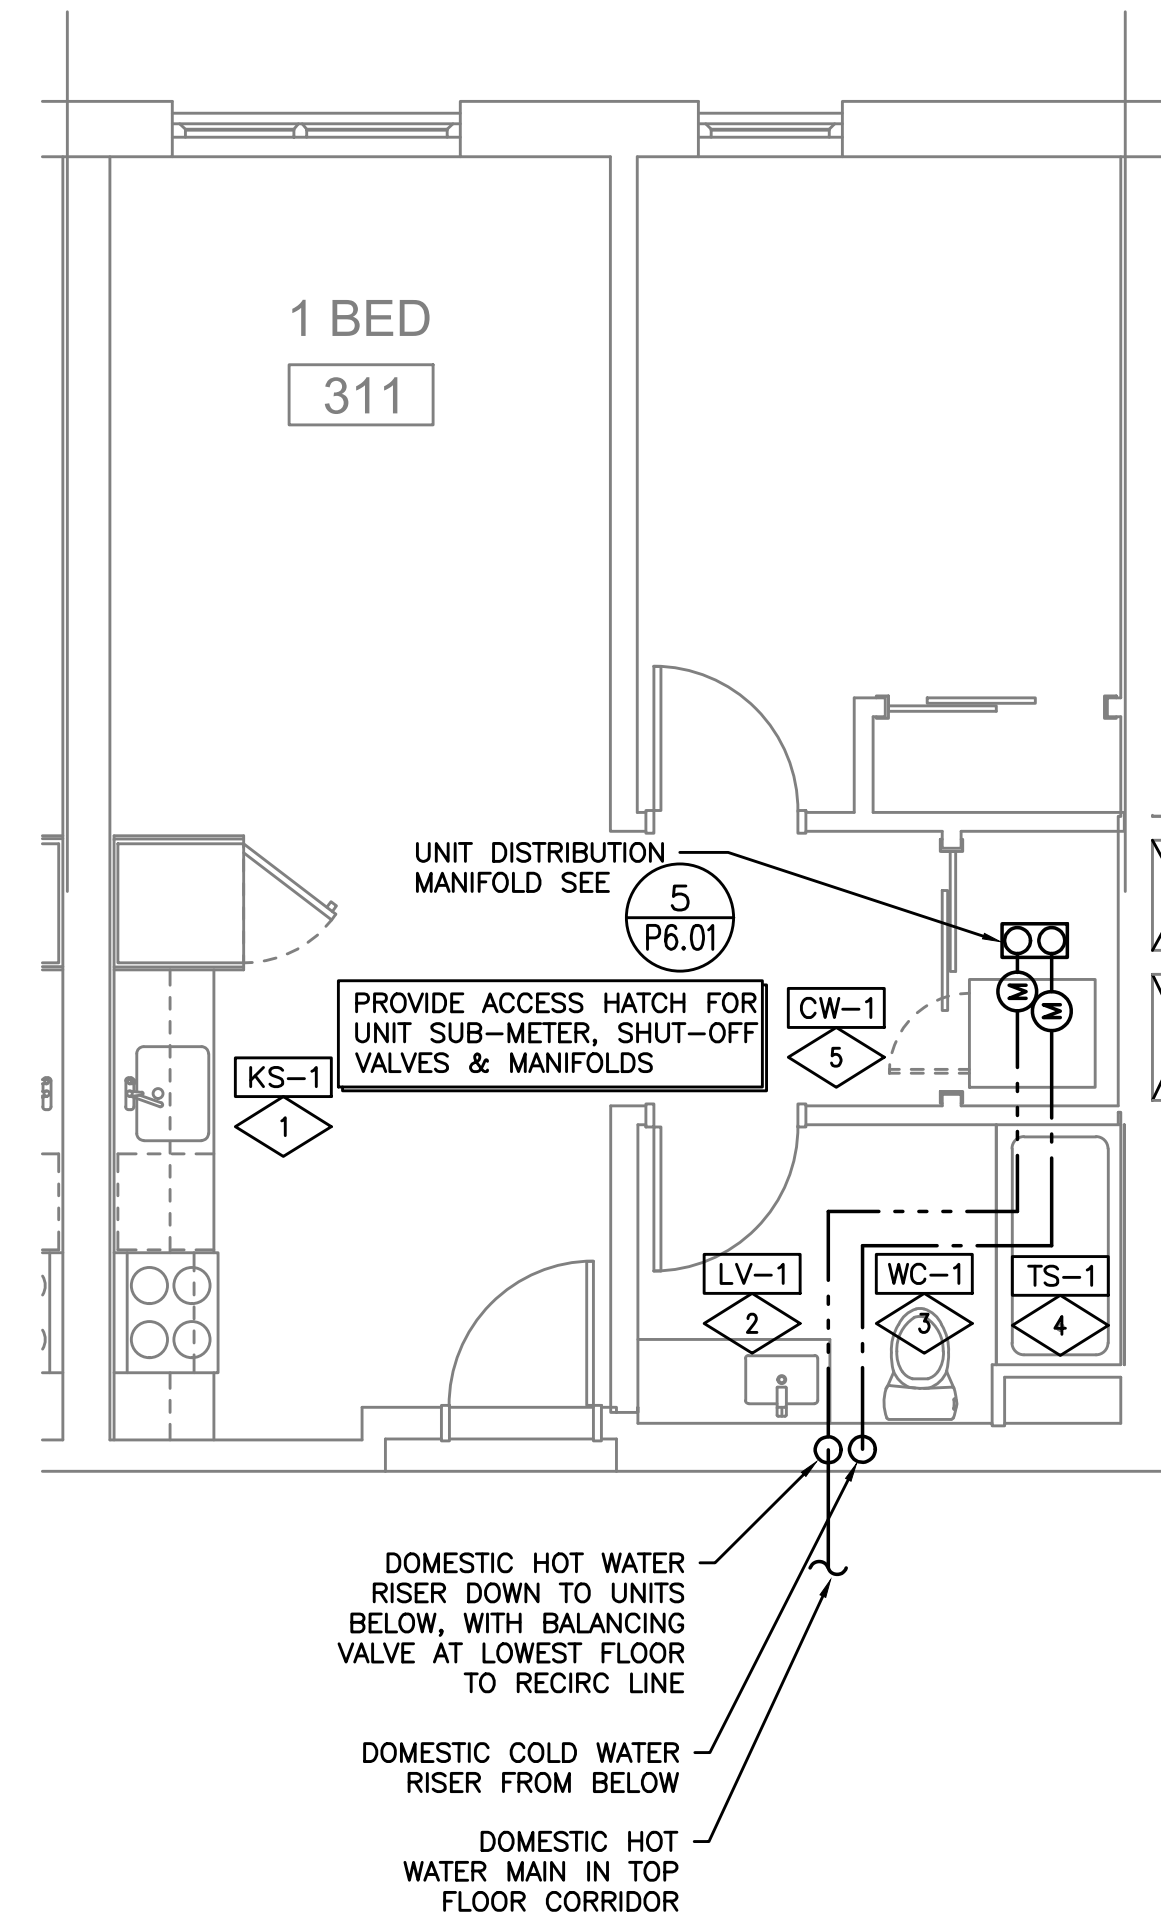 1 BED
311
UNIT DISTRIBUTION
MANIFOLD SEE
5
P6.01
PROVIDE ACCESS HATCH FOR
UNIT SUB-METER, SHUT-OFF
VALVES & MANIFOLDS
CW-1
5
M
M
KS-1
1
LV-1
2
WC-1
3
TS-1
4
DOMESTIC HOT WATER
RISER DOWN TO UNITS
BELOW, WITH BALANCING
VALVE AT LOWEST FLOOR
TO RECIRC LINE
DOMESTIC COLD WATER
RISER FROM BELOW
DOMESTIC HOT
WATER MAIN IN TOP
FLOOR CORRIDOR